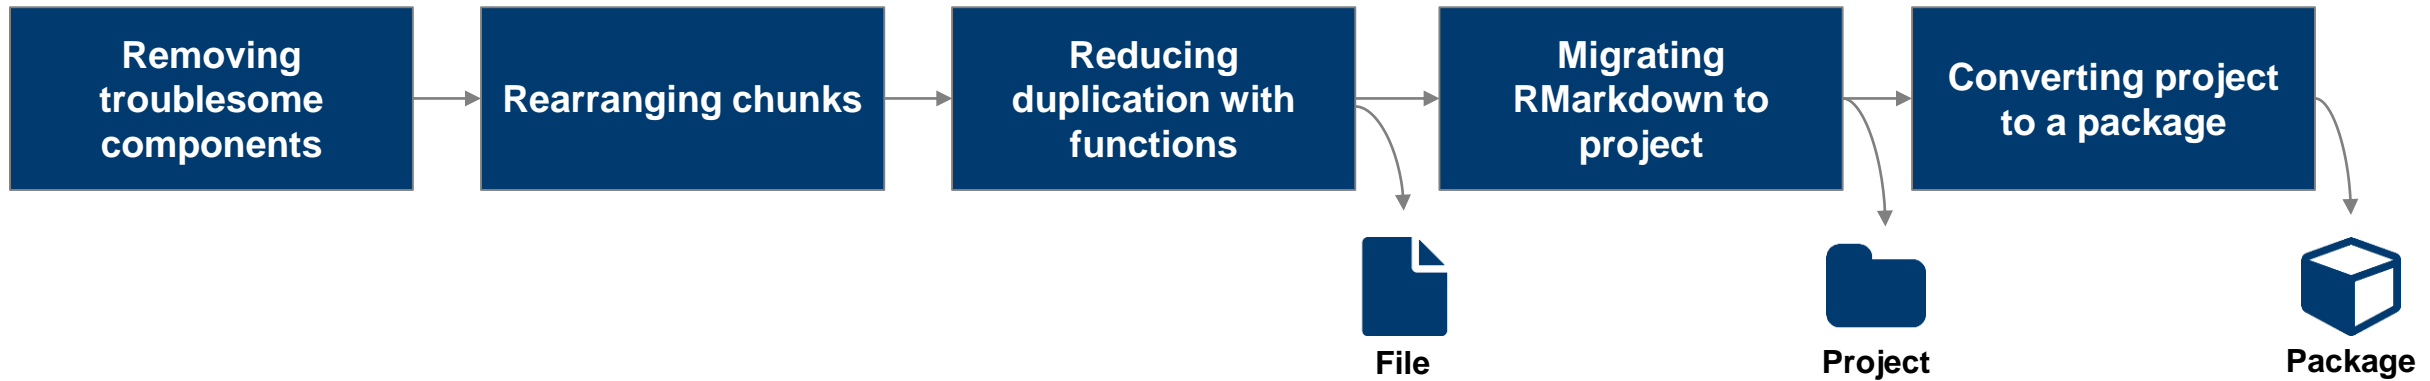 Removing
troublesome
components
Rearranging chunks
Reducing
duplication with
functions
Migrating
RMarkdown to
project
Converting project
to a package
File
Project
Package